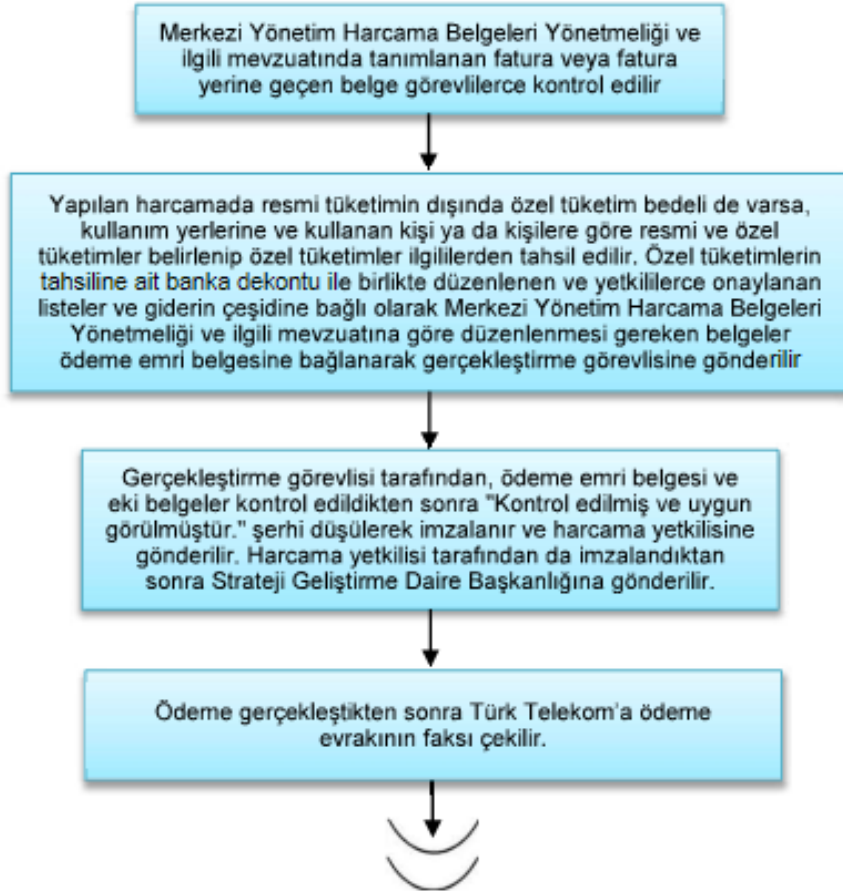 Merkezi Yönetim Harcama Belgeleri Yönetmeliği ve
ilgili mevzuatında tanımlanan fatura veya fatura
yerine geçen belge görevlilerce kontrol edilir
Yapılan harcamada resmi tüketimin dışında özel tüketim bedeli de varsa,
kullanım yerlerine ve kullanan kişi ya da kişilere göre resmi ve özel
tüketimler belirlenip özel tüketimler ilgililerden tahsil edilir. Özel tüketimlerin
tahsiline ait banka dekontu ile birlikte düzenlenen ve yetkililerce onaylanan
listeler ve giderin çeşidine bağlı olarak Merkezi Yönetim Harcama Belgeleri
Yönetmeliği ve ilgili mevzuatına göre düzenlenmesi gereken belgeler
ödeme emri belgesine bağlanarak gerçekleştirme görevlisine gönderilir
Gerçekleştirme görevlisi tarafından, ödeme emri belgesi ve
eki belgeler kontrol edildikten sonra "Kontrol edilmiş ve uygun
görülmüştür." şerhi düşülerek imzalanır ve harcama yetkilisine
gönderilir. Harcama yetkilisi tarafından da imzalandıktan
sonra Strateji Geliştirme Daire Başkanlığına gönderilir.
Ödeme gerçekleştikten sonra Türk Telekom'a ödeme
evrakının faksı çekilir.